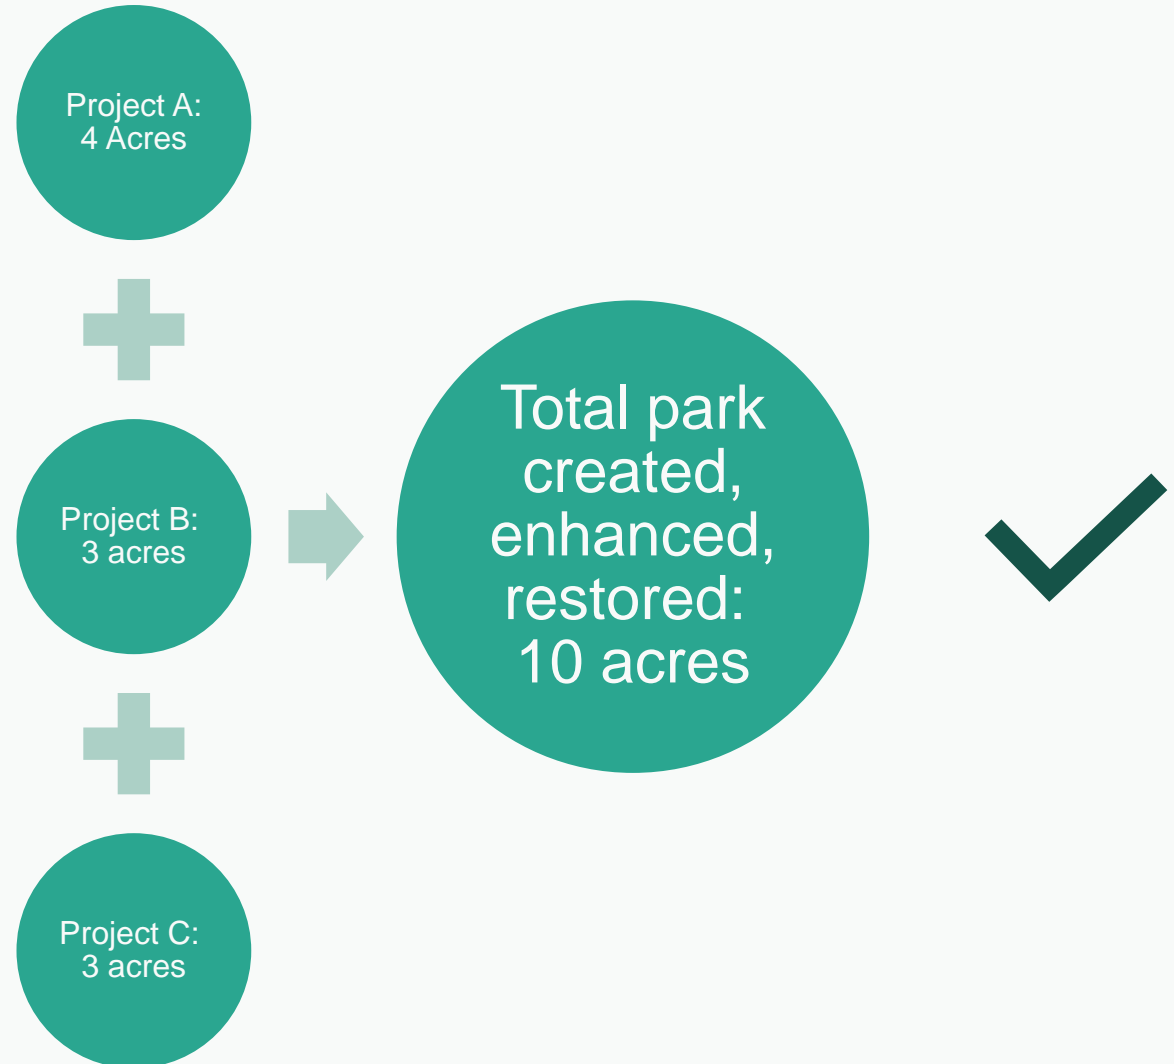 Project A:
4 Acres
Project B:
3 acres
Project C:
3 acres
Total park
created,
enhanced,
restored:
10 acres